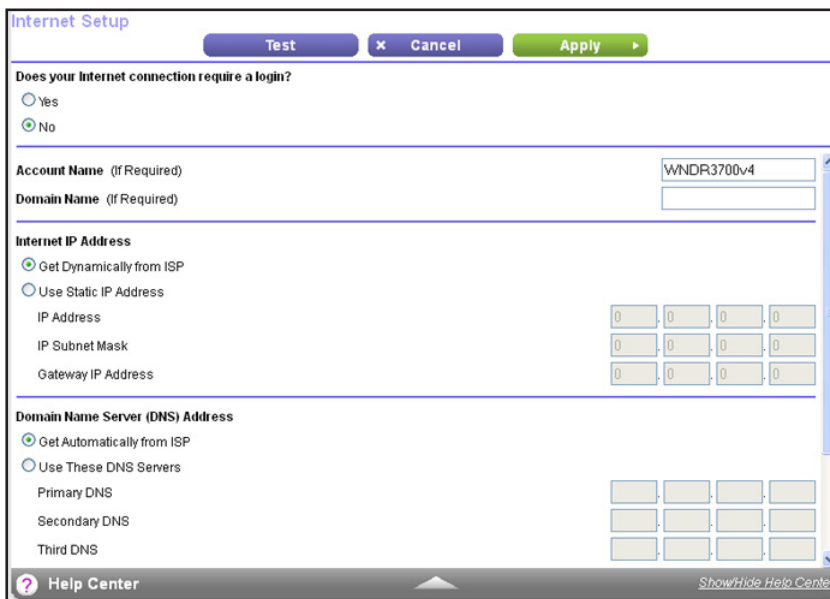 Internet Setup
Test
× Cancel
Apply
Does your Internet connection require a login?
Yes
No
Account Name (If Required)
WNDR3700v4
Domain Name (If Required)
Internet IP Address
Get Dynamically from ISP
Use Static IP Address
IP Address 0 . 0 . 0 . 0
IP Subnet Mask 0 . 0 . 0 . 0
Gateway IP Address 0 . 0 . 0 . 0
Domain Name Server (DNS) Address
Get Automatically from ISP
Use These DNS Servers
Primary DNS . . .
Secondary DNS . . .
Third DNS . . .
? Help Center
Show/Hide Help Center